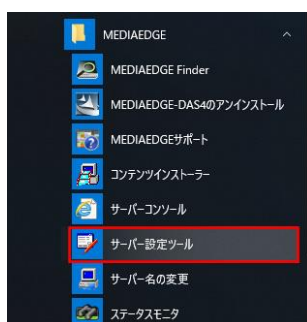 MEDIAEDGE
MEDIAEDGE Finder
MEDIAEDGE-DAS4のアンインストール
MEDIAEDGEサポート
コンテンツインストーラー
サーバーコンソール
サーバー設定ツール
サーバー名の変更
ステータスモニタ